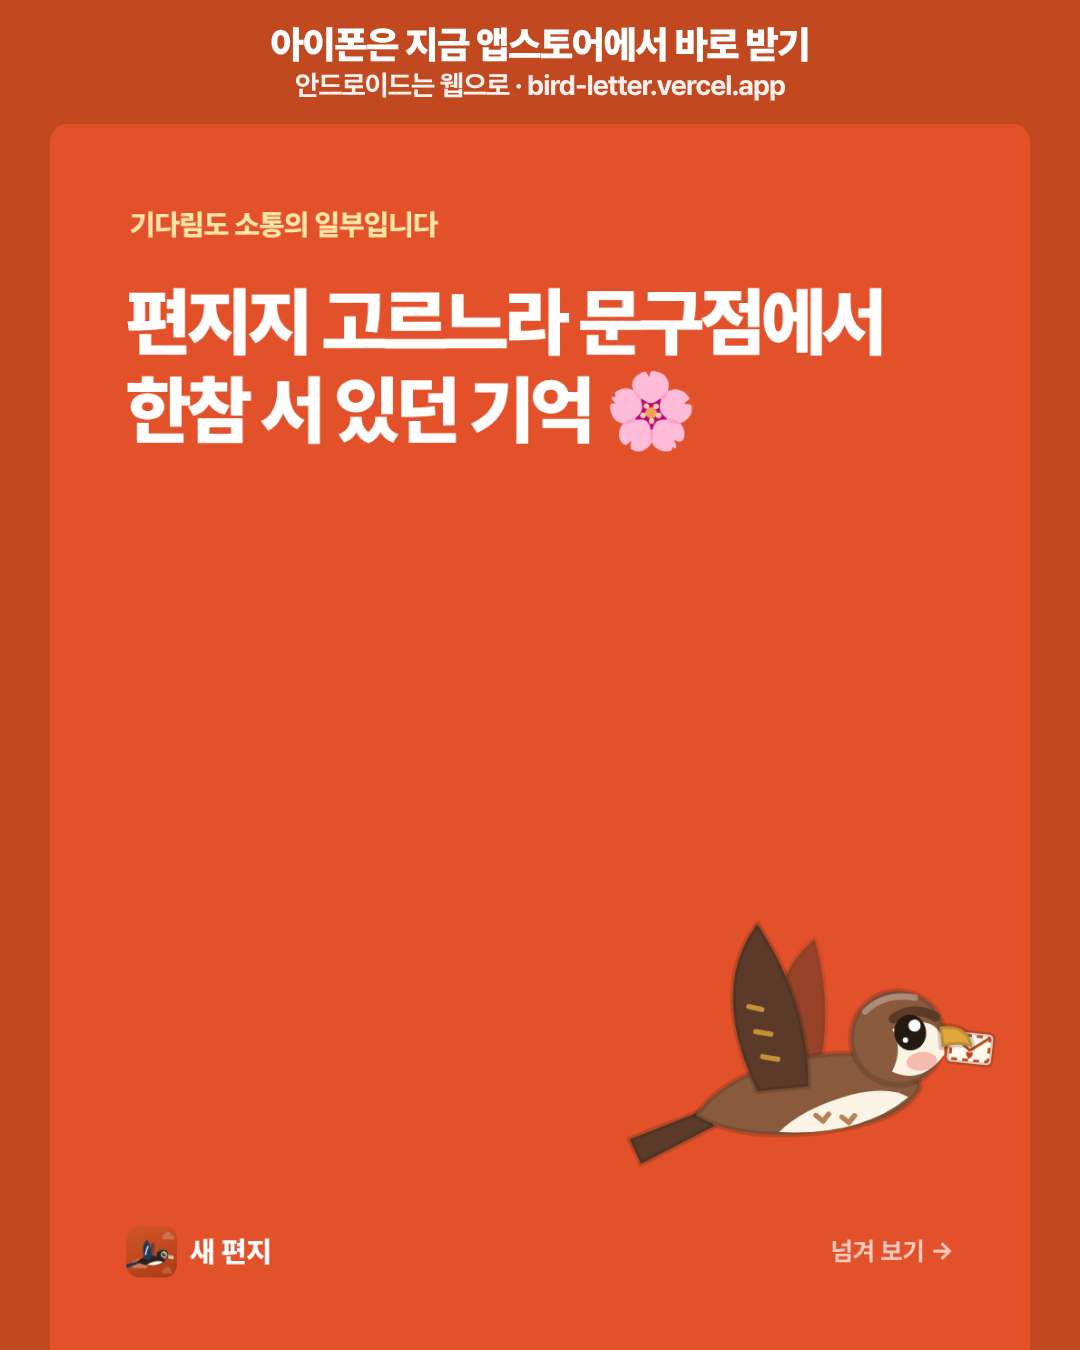 아이폰은 지금 앱스토어에서 바로 받기
안드로이드는 웹으로 · bird-letter.vercel.app
기다림도 소통의 일부입니다
편지지 고르느라 문구점에서
한참 서 있던 기억 🌸
새 편지
넘겨 보기 →